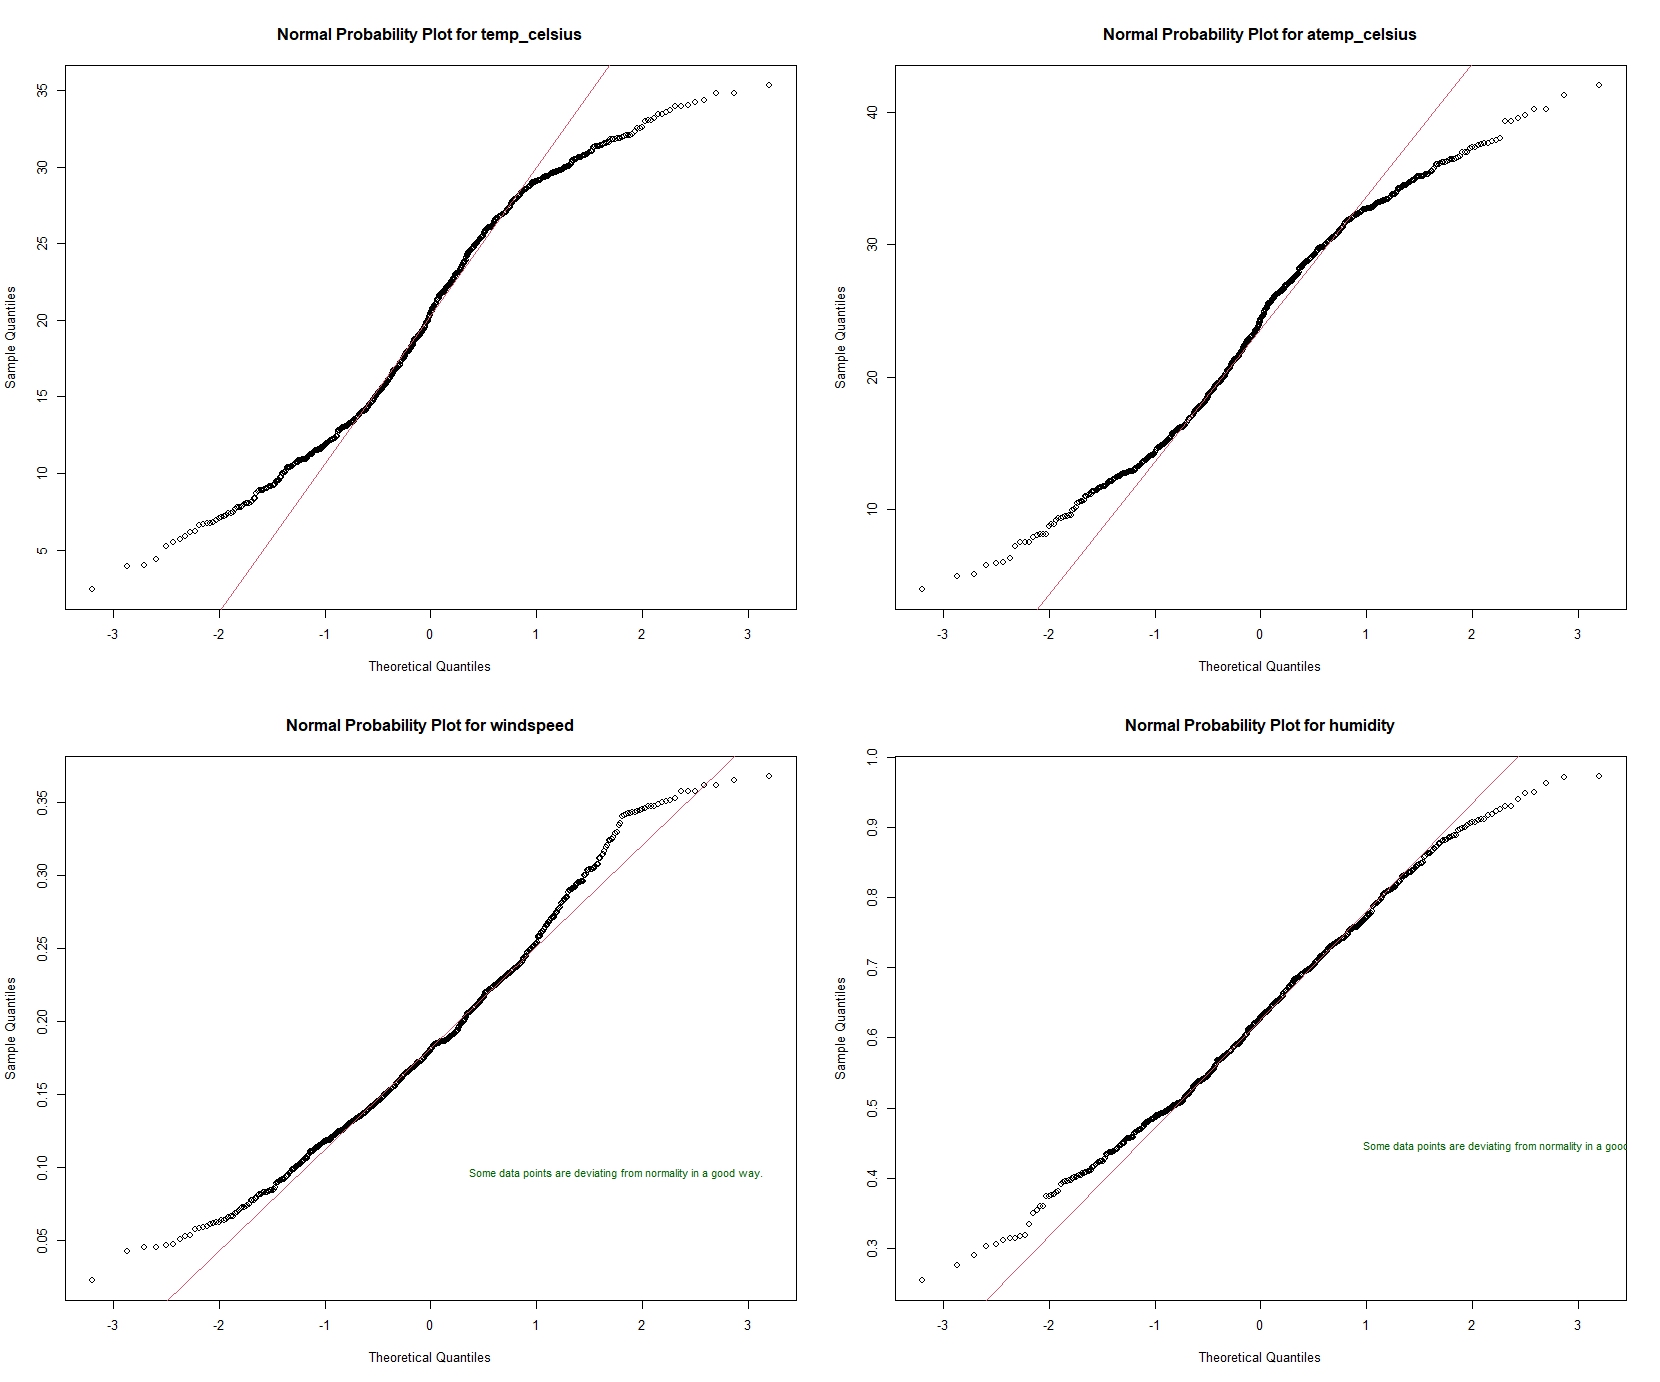 Normal Probability Plot for temp_celsius
Sample Quantiles
35
30
25
20
15
10
5
-3 -2 -1 0 1 2 3
Theoretical Quantiles
Normal Probability Plot for atemp_celsius
Sample Quantiles
40
30
20
10
-3 -2 -1 0 1 2 3
Theoretical Quantiles
Normal Probability Plot for windspeed
Sample Quantiles
0.35
0.30
0.25
0.20
0.15
0.10
0.05
Some data points are deviating from normality in a good way.
-3 -2 -1 0 1 2 3
Theoretical Quantiles
Normal Probability Plot for humidity
Sample Quantiles
1.0
0.9
0.8
0.7
0.6
0.5
0.4
0.3
Some data points are deviating from normality in a good
-3 -2 -1 0 1 2 3
Theoretical Quantiles